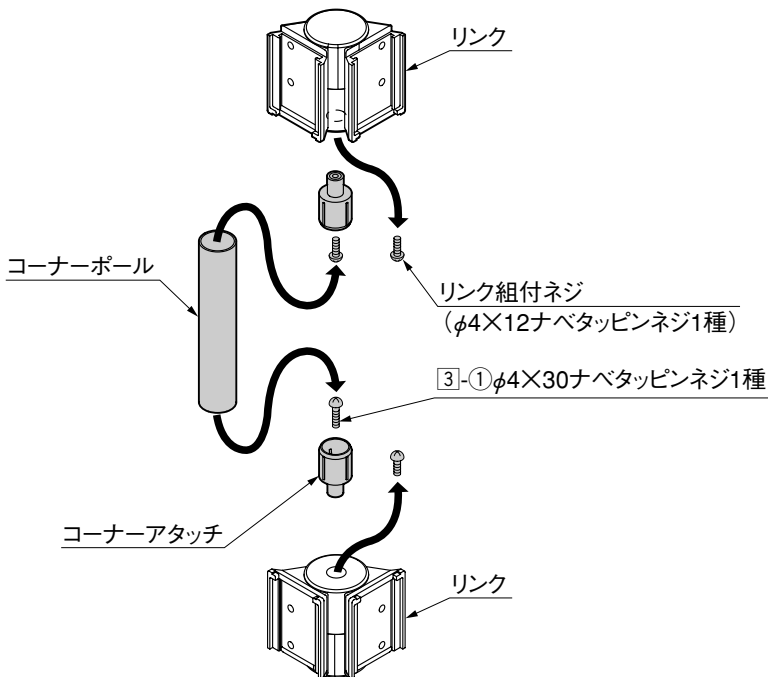 リンク
コーナーポール
リンク組付ネジ
（φ4×12ナベタッピンネジ1種）
3-①φ4×30ナベタッピンネジ1種
コーナーアタッチ
リンク